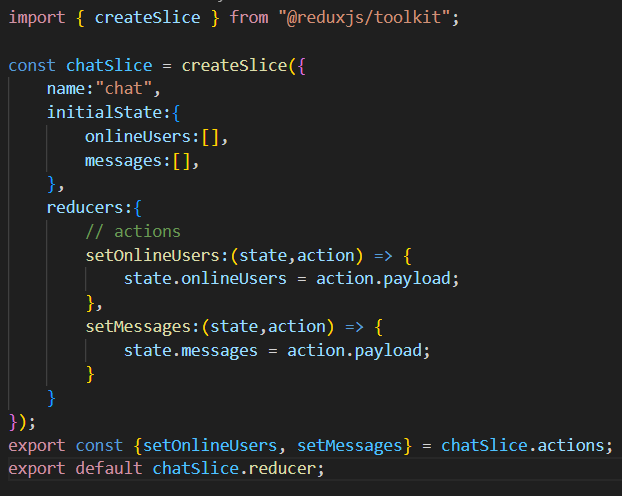 import { createSlice } from "@reduxjs/toolkit";
const chatSlice = createSlice({
    name:"chat",
    initialState:{
        onlineUsers:[],
        messages:[],
    },
    reducers:{
        // actions
        setOnlineUsers:(state,action) => {
            state.onlineUsers = action.payload;
        },
        setMessages:(state,action) => {
            state.messages = action.payload;
        }
    }
});
export const {setOnlineUsers, setMessages} = chatSlice.actions;
export default chatSlice.reducer;